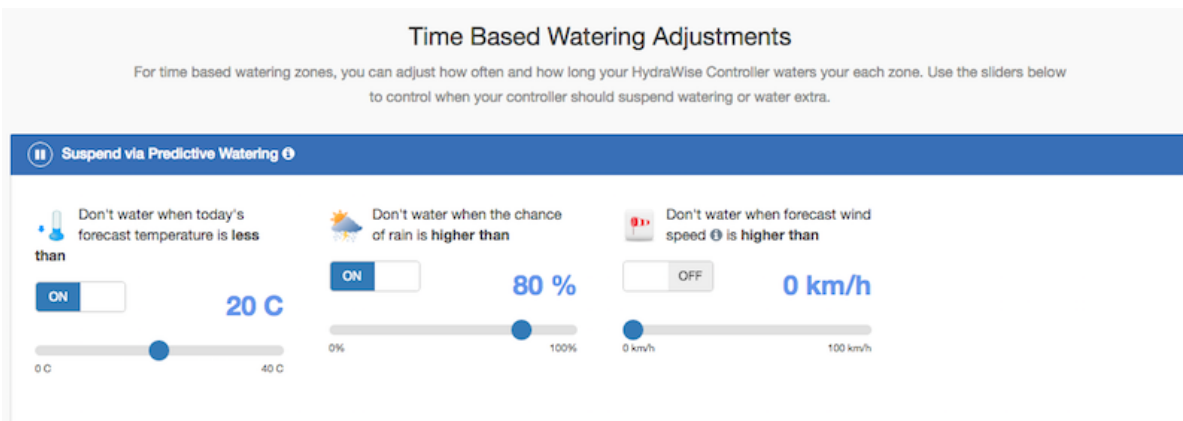 Time Based Watering Adjustments
For time based watering zones, you can adjust how often and how long your HydraWise Controller waters your each zone. Use the sliders below
to control when your controller should suspend watering or water extra.
Suspend via Predictive Watering
Don't water when today's
forecast temperature is less
than
ON
20 C
0 C
40 C
Don't water when the chance
of rain is higher than
ON
80 %
0%
100%
Don't water when forecast wind
speed is higher than
OFF
0 km/h
0 km/h
100 km/h